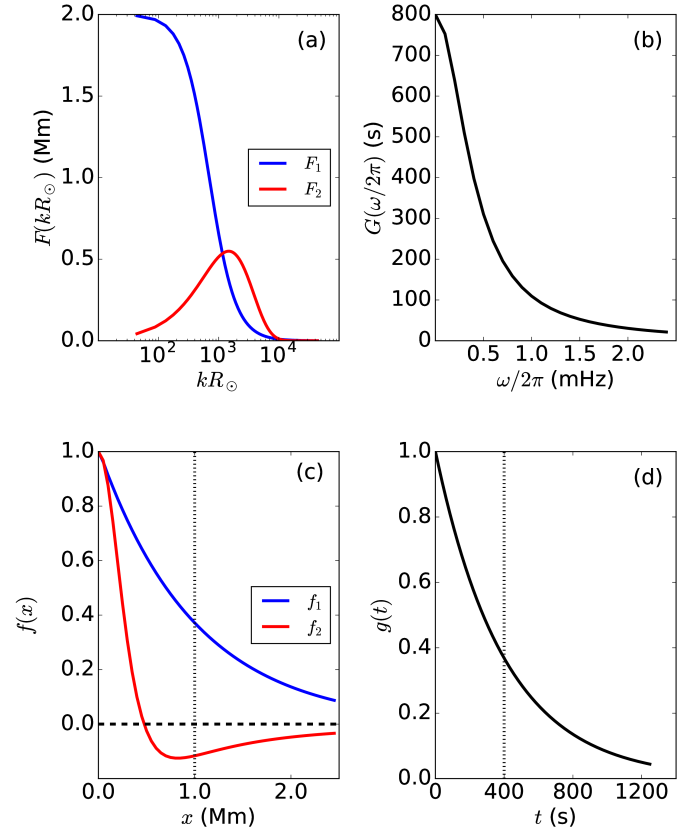 (a)
2.0
1.5
1.0
0.5
0.0
F(kR☉) (Mm)
F₁
F₂
10² 10³ 10⁴
kR☉
(b)
800
700
600
500
400
300
200
100
0
G(ω/2π) (s)
0.5 1.0 1.5 2.0
ω/2π (mHz)
(c)
1.0
0.8
0.6
0.4
0.2
0.0
f(x)
f₁
f₂
0.0 1.0 2.0
x (Mm)
(d)
1.0
0.8
0.6
0.4
0.2
0.0
g(t)
0 400 800 1200
t (s)